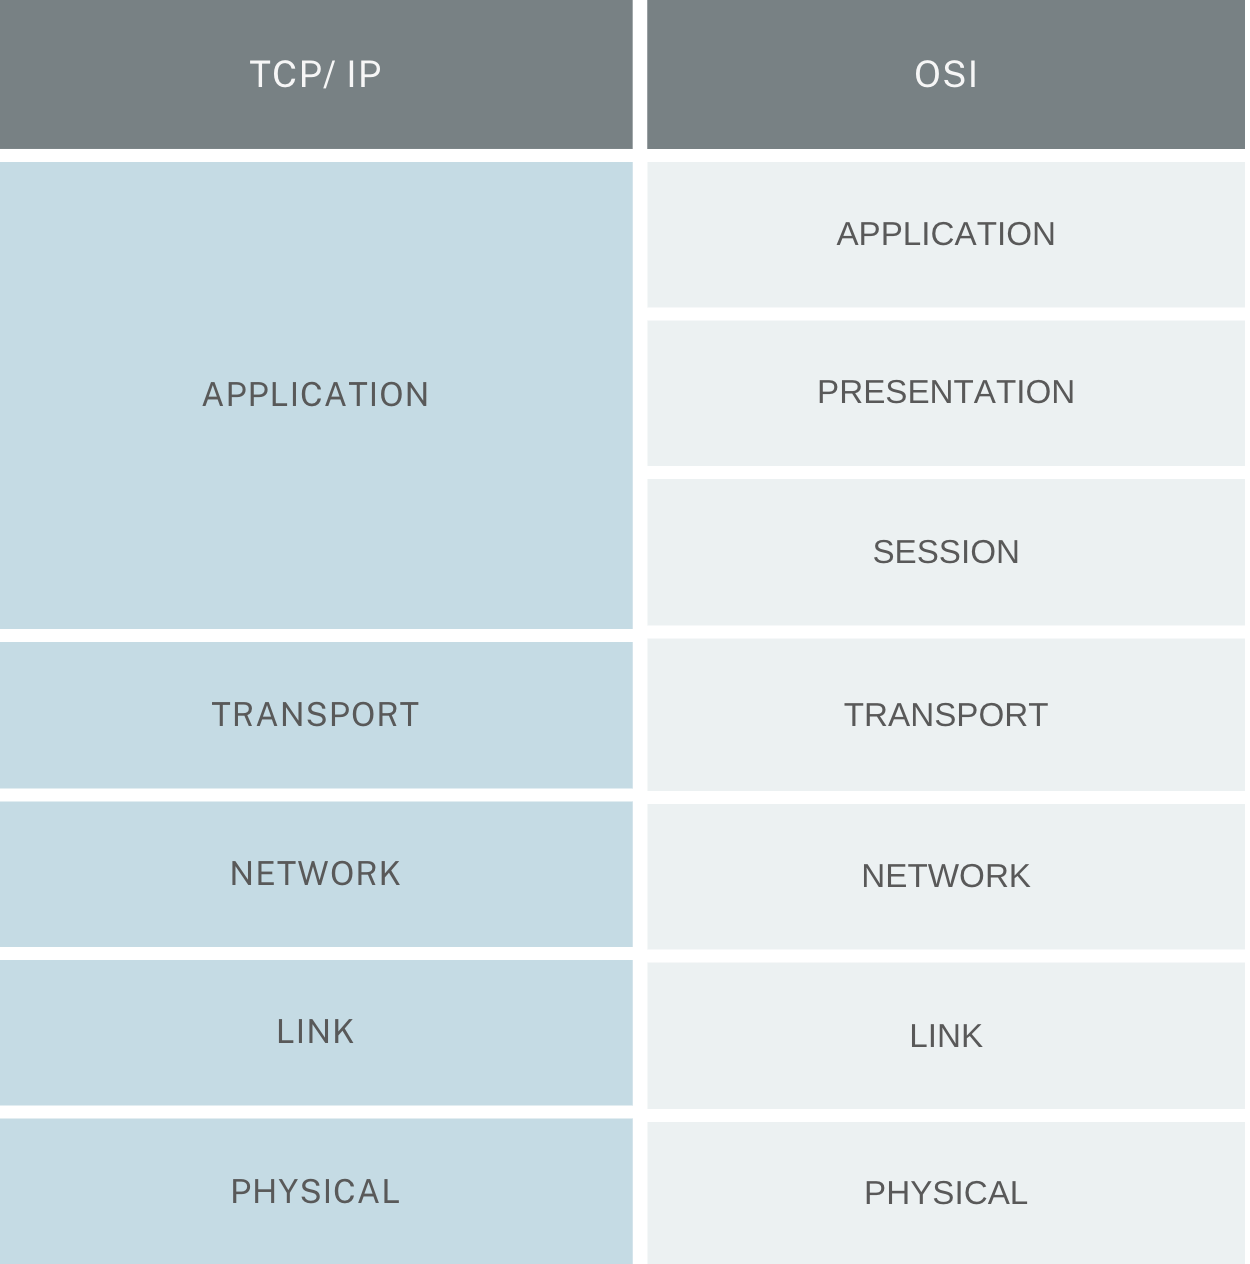 TCP/ IP
OSI
APPLICATION
APPLICATION
PRESENTATION
SESSION
TRANSPORT
TRANSPORT
NETWORK
NETWORK
LINK
LINK
PHYSICAL
PHYSICAL